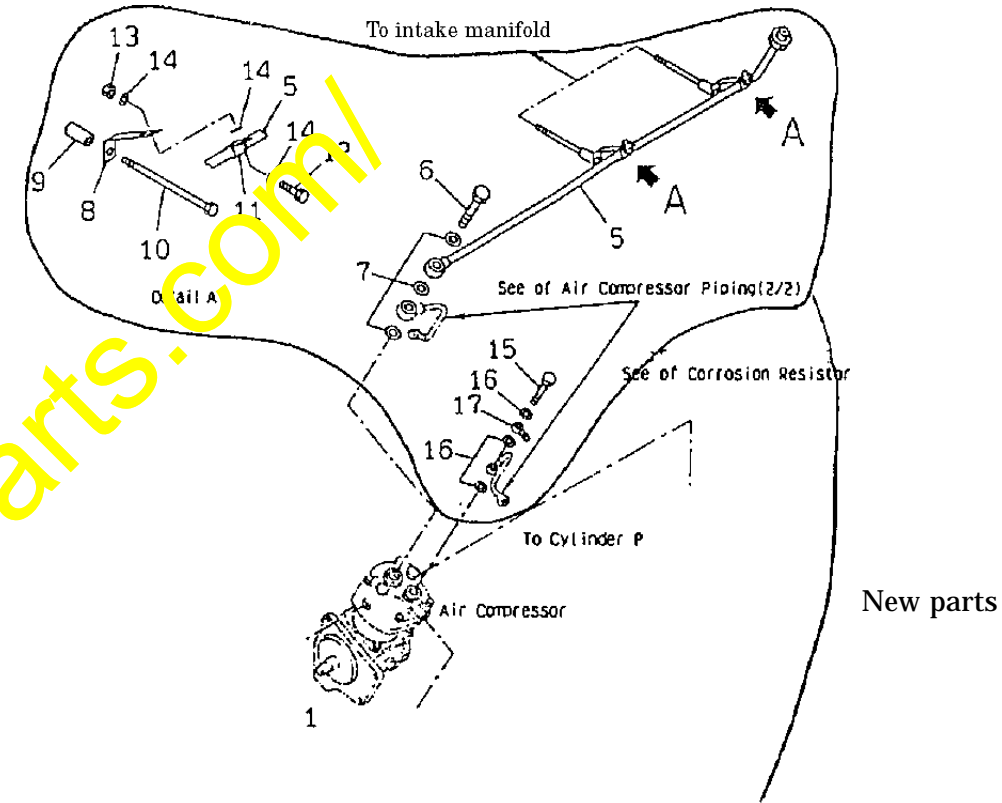 To intake manifold
13
14
14
5
14
12
9
8
11
10
6
A
A
5
7
Detail A
See of Air Compressor Piping(2/2)
15
16
17
See of Corrosion Resistor
16
To Cylinder P
Air Compressor
New parts
1
arts.com/